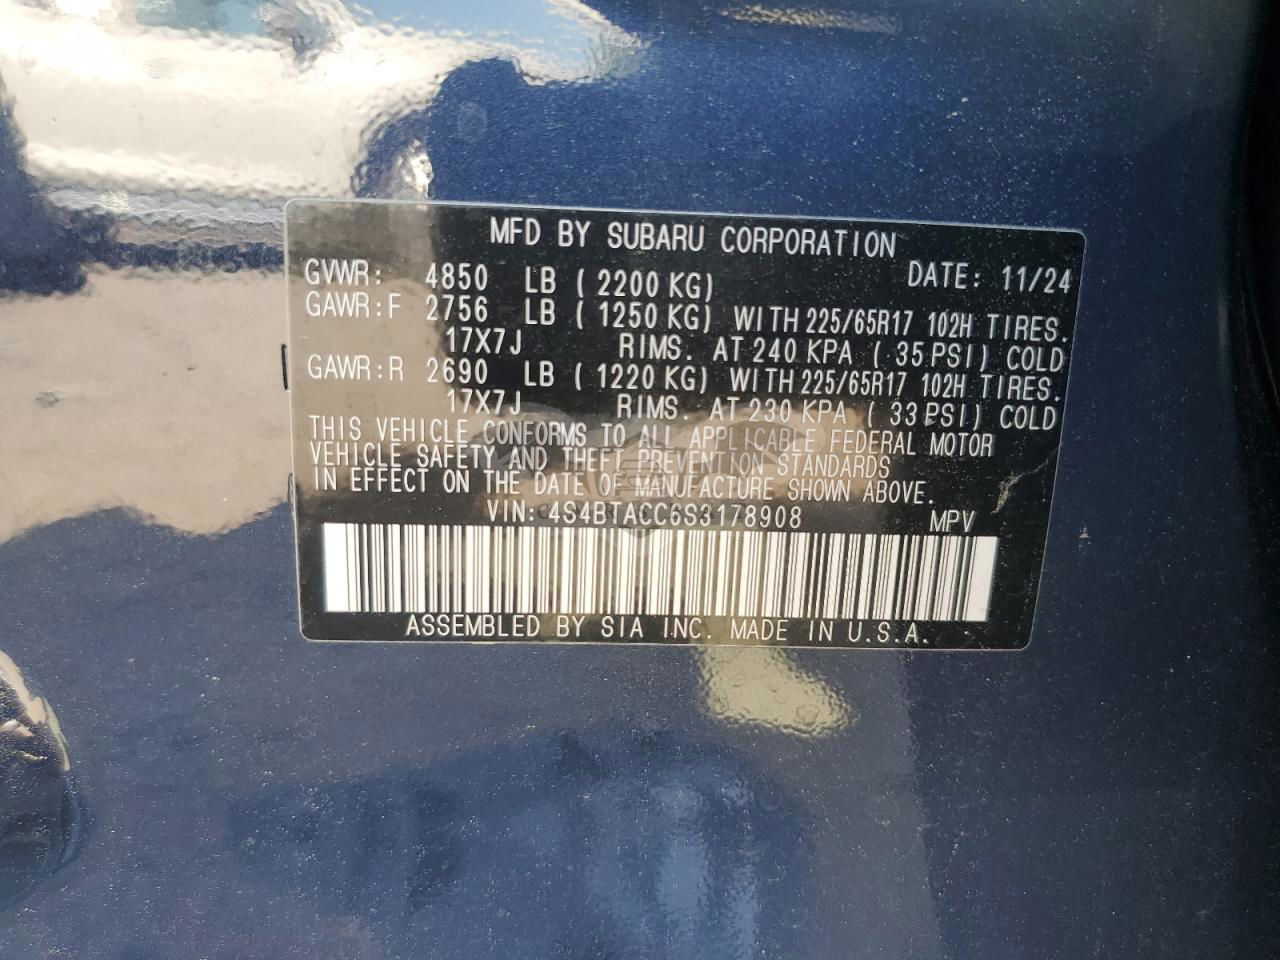 MFD BY SUBARU CORPORATION
GVWR: 4850 LB ( 2200 KG) DATE: 11/24
GAWR:F 2756 LB ( 1250 KG) WITH 225/65R17 102H TIRES.
17X7J RIMS. AT 240 KPA ( 35 PSI) COLD
GAWR:R 2690 LB ( 1220 KG) WITH 225/65R17 102H TIRES.
17X7J RIMS. AT 230 KPA ( 33 PSI) COLD
THIS VEHICLE CONFORMS TO ALL APPLICABLE FEDERAL MOTOR
VEHICLE SAFETY AND THEFT PREVENTION STANDARDS
IN EFFECT ON THE DATE OF MANUFACTURE SHOWN ABOVE.
VIN: 4S4BTACC6S3178908 MPV
ASSEMBLED BY SIA INC. MADE IN U.S.A.